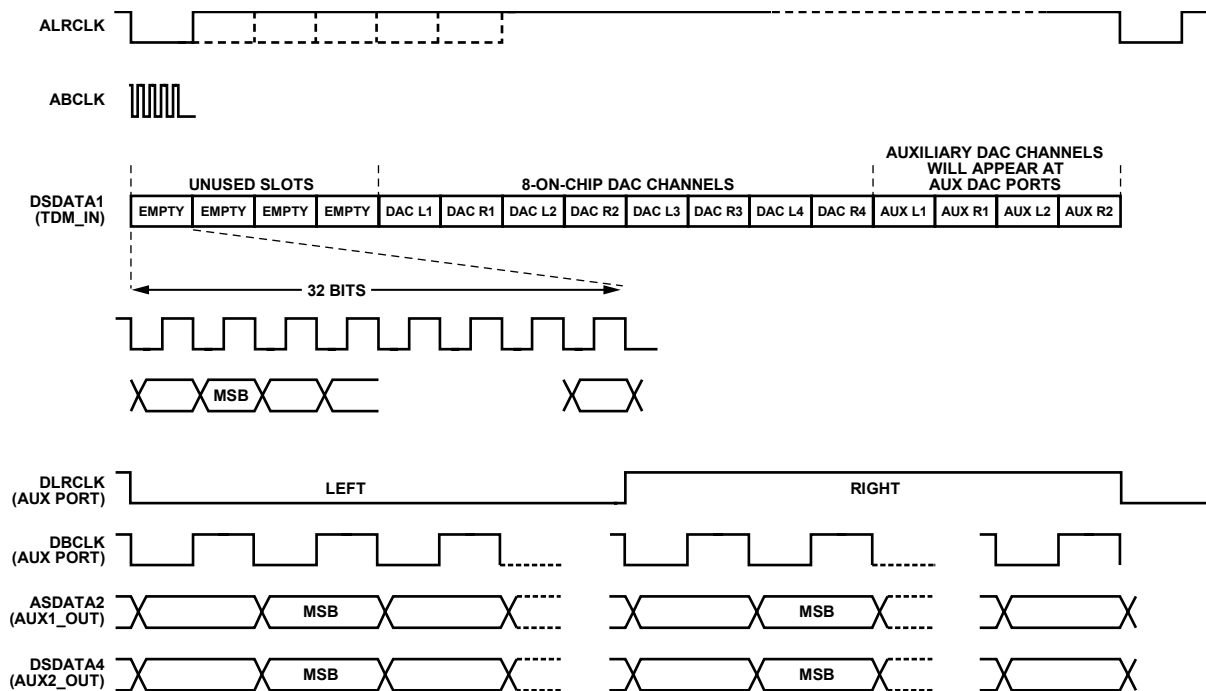 ALRCLK
ABCLK
AUXILIARY DAC CHANNELS
WILL APPEAR AT
AUX DAC PORTS
UNUSED SLOTS
8-ON-CHIP DAC CHANNELS
DSDATA1
(TDM_IN)
EMPTY EMPTY EMPTY EMPTY DAC L1 DAC R1 DAC L2 DAC R2 DAC L3 DAC R3 DAC L4 DAC R4 AUX L1 AUX R1 AUX L2 AUX R2
32 BITS
MSB
DLRCLK
(AUX PORT)
LEFT
RIGHT
DBCLK
(AUX PORT)
ASDATA2
(AUX1_OUT)
MSB
MSB
DSDATA4
(AUX2_OUT)
MSB
MSB